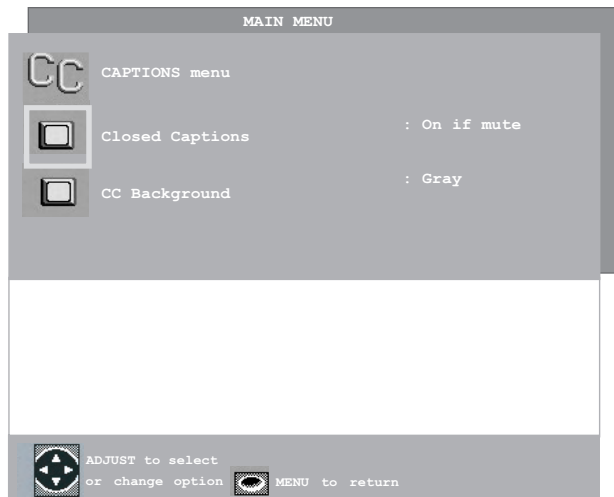 MAIN MENU
CC
CAPTIONS menu
Closed Captions : On if mute
CC Background : Gray
ADJUST to select
or change option MENU to return